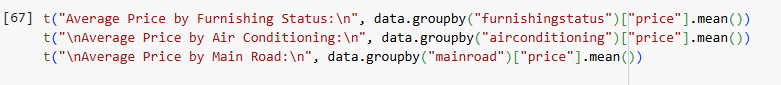 [67] t("Average Price by Furnishing Status:\n", data.groupby("furnishingstatus")["price"].mean())
t("\nAverage Price by Air Conditioning:\n", data.groupby("airconditioning")["price"].mean())
t("\nAverage Price by Main Road:\n", data.groupby("mainroad")["price"].mean())